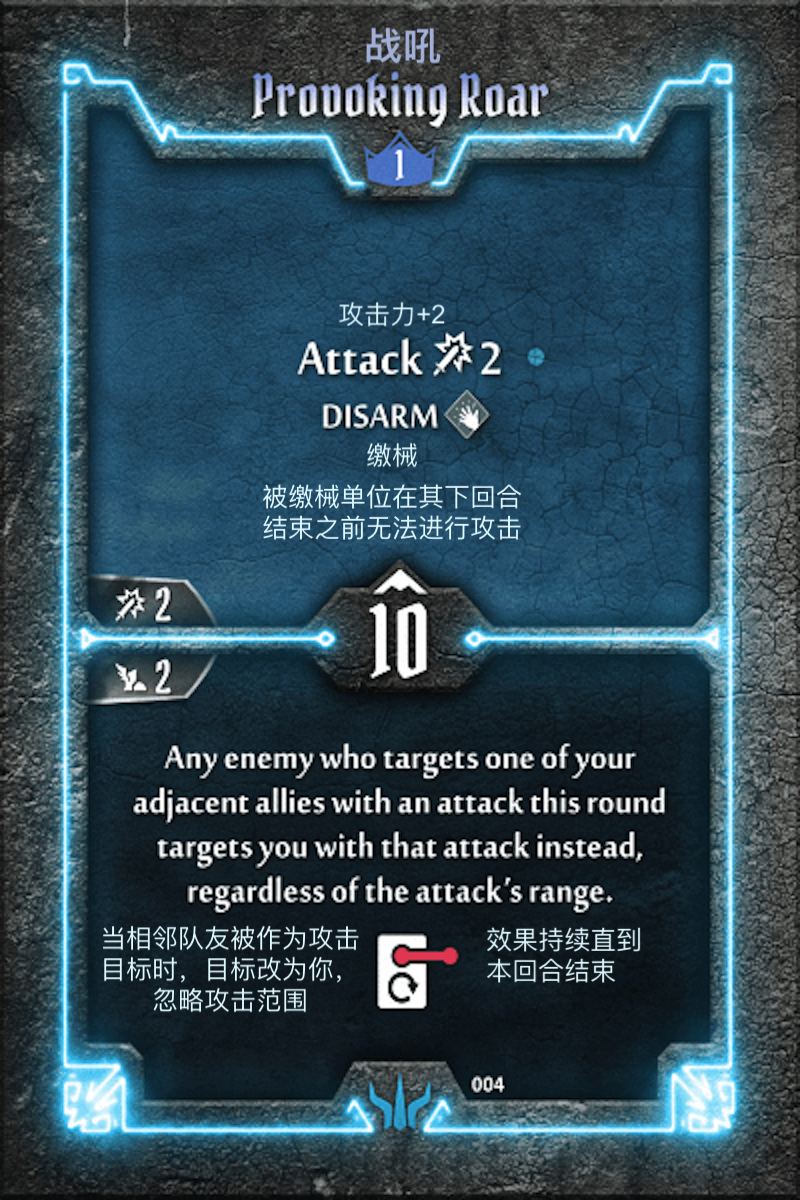 战吼
Provoking Roar
1
攻击力+2
Attack 2
DISARM
缴械
被缴械单位在其下回合
结束之前无法进行攻击
2
10
2
Any enemy who targets one of your
adjacent allies with an attack this round
targets you with that attack instead,
regardless of the attack's range.
当相邻队友被作为攻击
目标时，目标改为你，
忽略攻击范围
效果持续直到
本回合结束
004